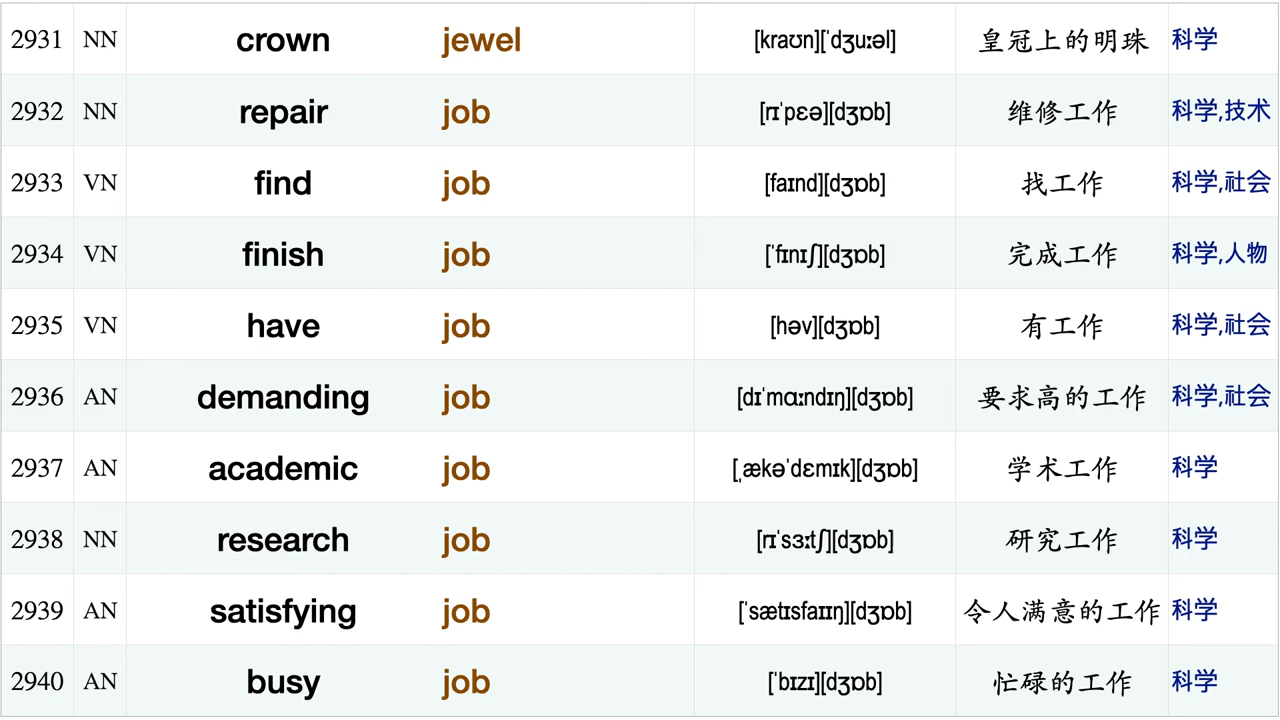 2931 NN crown jewel [kraʊn][ˈdʒuːəl] 皇冠上的明珠 科学
2932 NN repair job [rɪˈpɛə][dʒɒb] 维修工作 科学,技术
2933 VN find job [faɪnd][dʒɒb] 找工作 科学,社会
2934 VN finish job [ˈfɪnɪʃ][dʒɒb] 完成工作 科学,人物
2935 VN have job [həv][dʒɒb] 有工作 科学,社会
2936 AN demanding job [dɪˈmɑːndɪŋ][dʒɒb] 要求高的工作 科学,社会
2937 AN academic job [ˌækəˈdɛmɪk][dʒɒb] 学术工作 科学
2938 NN research job [rɪˈsɜːtʃ][dʒɒb] 研究工作 科学
2939 AN satisfying job [ˈsætɪsfaɪɪŋ][dʒɒb] 令人满意的工作 科学
2940 AN busy job [ˈbɪzɪ][dʒɒb] 忙碌的工作 科学